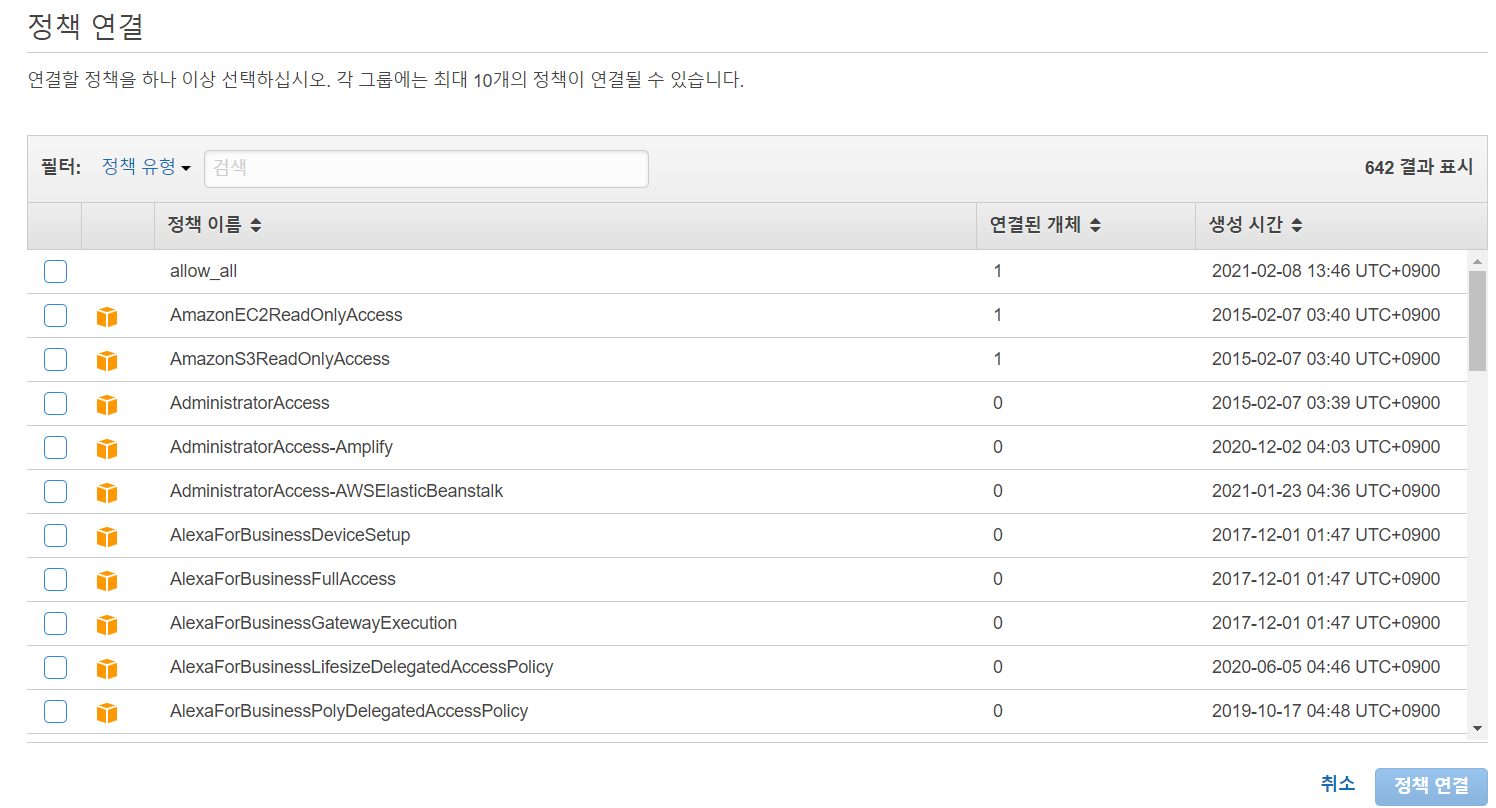 정책 연결
연결할 정책을 하나 이상 선택하십시오. 각 그룹에는 최대 10개의 정책이 연결될 수 있습니다.
필터: 정책 유형 검색 642 결과 표시
정책 이름 연결된 개체 생성 시간
allow_all 1 2021-02-08 13:46 UTC+0900
AmazonEC2ReadOnlyAccess 1 2015-02-07 03:40 UTC+0900
AmazonS3ReadOnlyAccess 1 2015-02-07 03:40 UTC+0900
AdministratorAccess 0 2015-02-07 03:39 UTC+0900
AdministratorAccess-Amplify 0 2020-12-02 04:03 UTC+0900
AdministratorAccess-AWSElasticBeanstalk 0 2021-01-23 04:36 UTC+0900
AlexaForBusinessDeviceSetup 0 2017-12-01 01:47 UTC+0900
AlexaForBusinessFullAccess 0 2017-12-01 01:47 UTC+0900
AlexaForBusinessGatewayExecution 0 2017-12-01 01:47 UTC+0900
AlexaForBusinessLifesizeDelegatedAccessPolicy 0 2020-06-05 04:46 UTC+0900
AlexaForBusinessPolyDelegatedAccessPolicy 0 2019-10-17 04:48 UTC+0900
취소 정책 연결